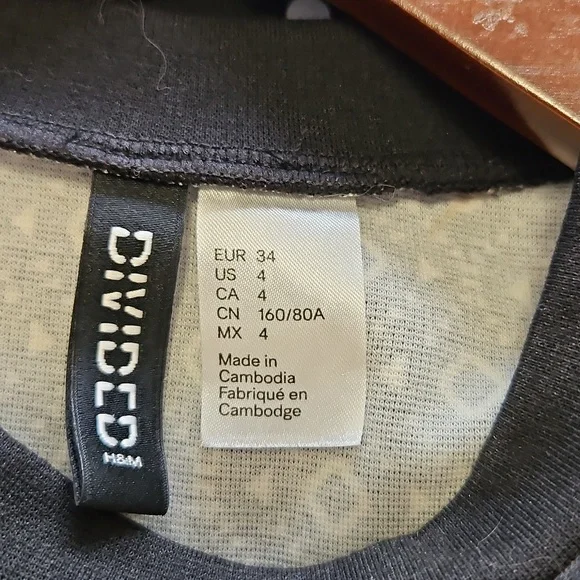 DIVIDED
H&M
EUR 34
US 4
CA 4
CN 160/80A
MX 4
Made in
Cambodia
Fabriqué en
Cambodge